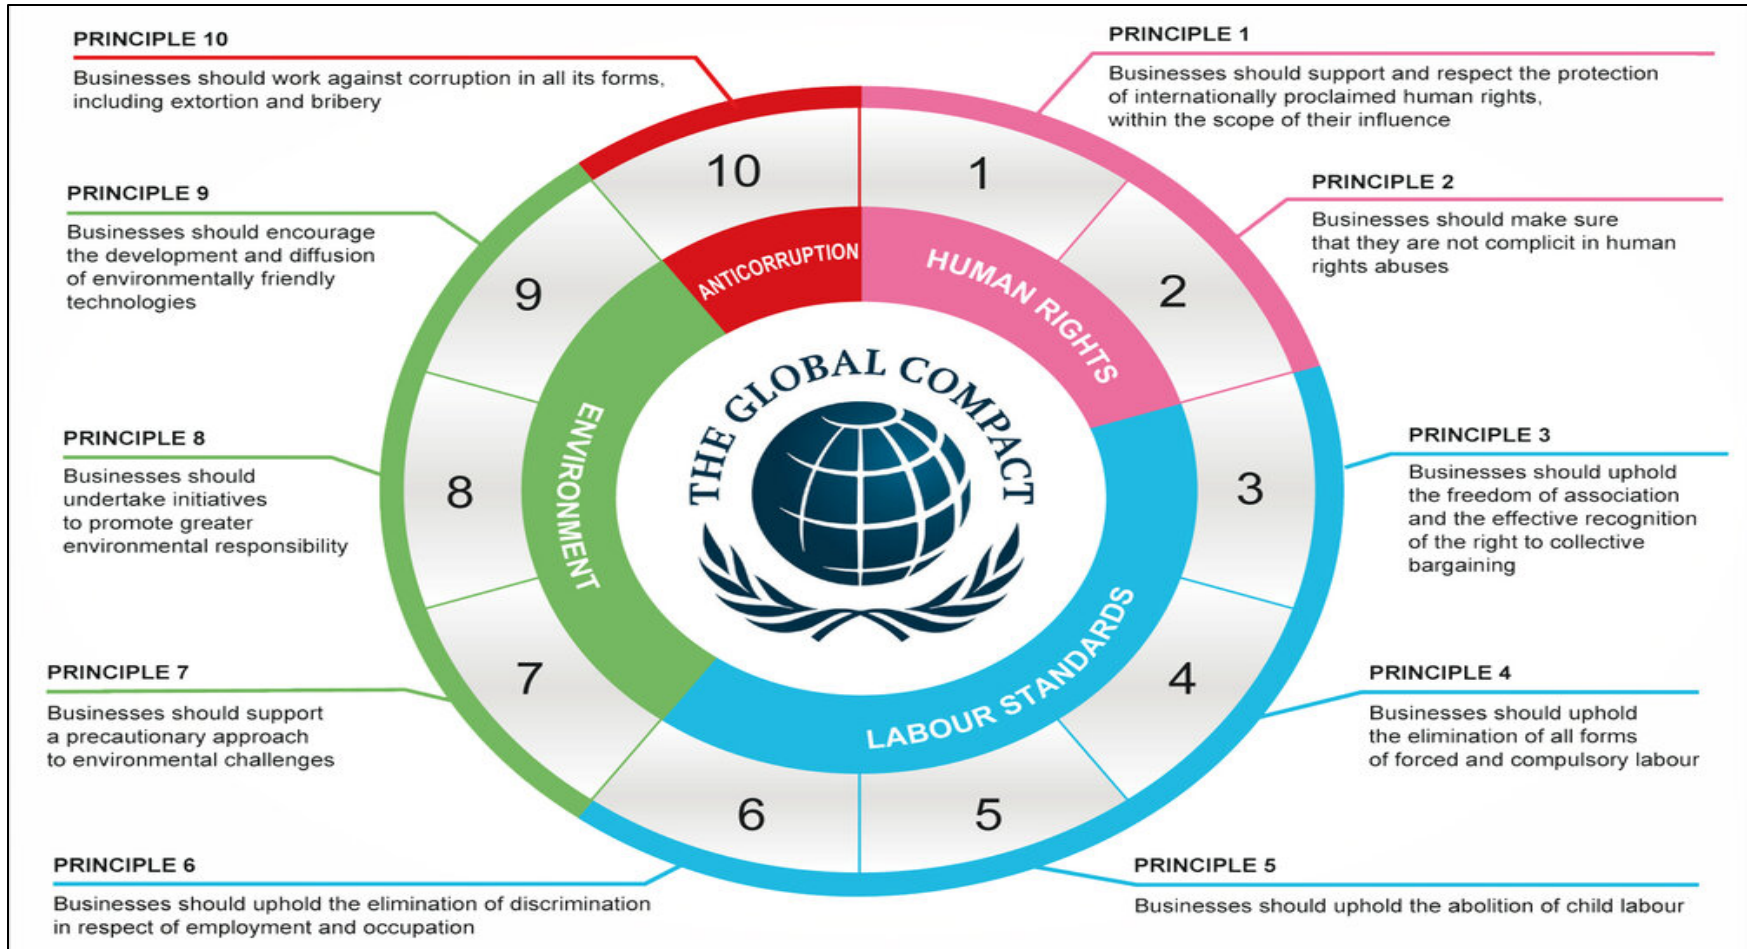 PRINCIPLE 10
Businesses should work against corruption in all its forms,
including extortion and bribery
PRINCIPLE 1
Businesses should support and respect the protection
of internationally proclaimed human rights,
within the scope of their influence
PRINCIPLE 9
Businesses should encourage
the development and diffusion
of environmentally friendly
technologies
PRINCIPLE 2
Businesses should make sure
that they are not complicit in human
rights abuses
PRINCIPLE 8
Businesses should
undertake initiatives
to promote greater
environmental responsibility
PRINCIPLE 3
Businesses should uphold
the freedom of association
and the effective recognition
of the right to collective
bargaining
PRINCIPLE 7
Businesses should support
a precautionary approach
to environmental challenges
PRINCIPLE 4
Businesses should uphold
the elimination of all forms
of forced and compulsory labour
PRINCIPLE 6
Businesses should uphold the elimination of discrimination
in respect of employment and occupation
PRINCIPLE 5
Businesses should uphold the abolition of child labour
10
1
9
2
8
3
7
4
6
5
ANTICORRUPTION
HUMAN RIGHTS
ENVIRONMENT
LABOUR STANDARDS
THE GLOBAL COMPACT